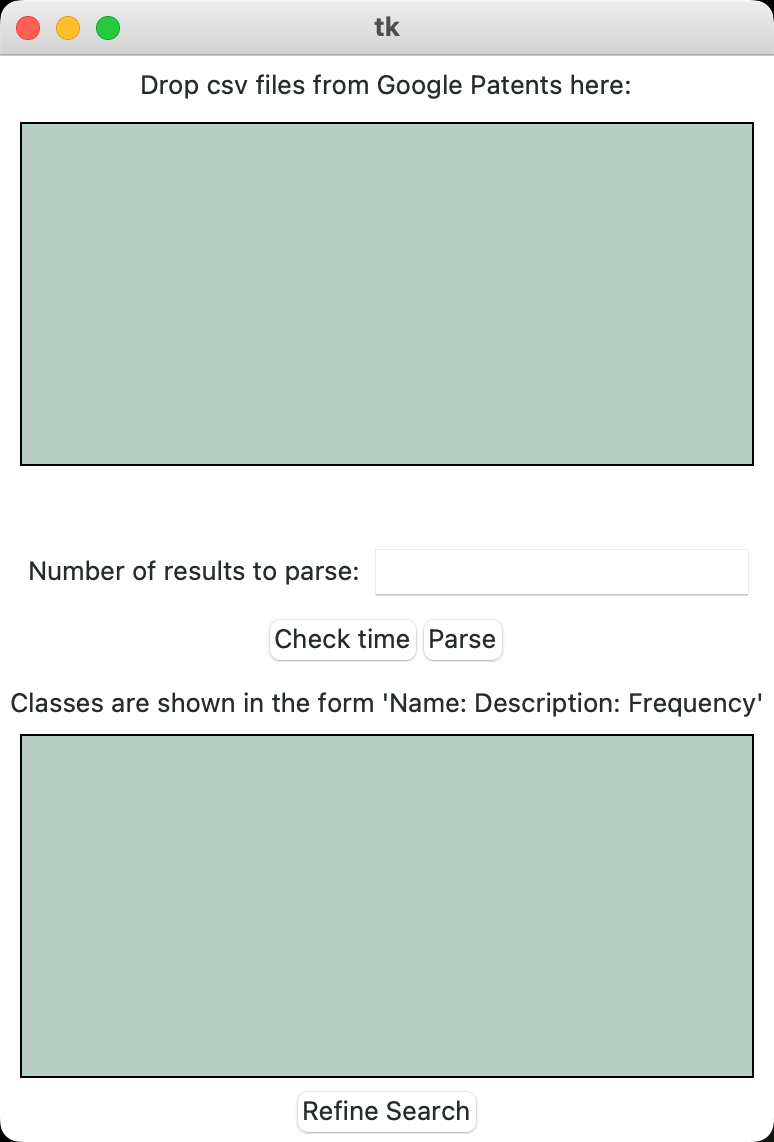 tk
Drop csv files from Google Patents here:
Number of results to parse:
Check time Parse
Classes are shown in the form 'Name: Description: Frequency'
Refine Search